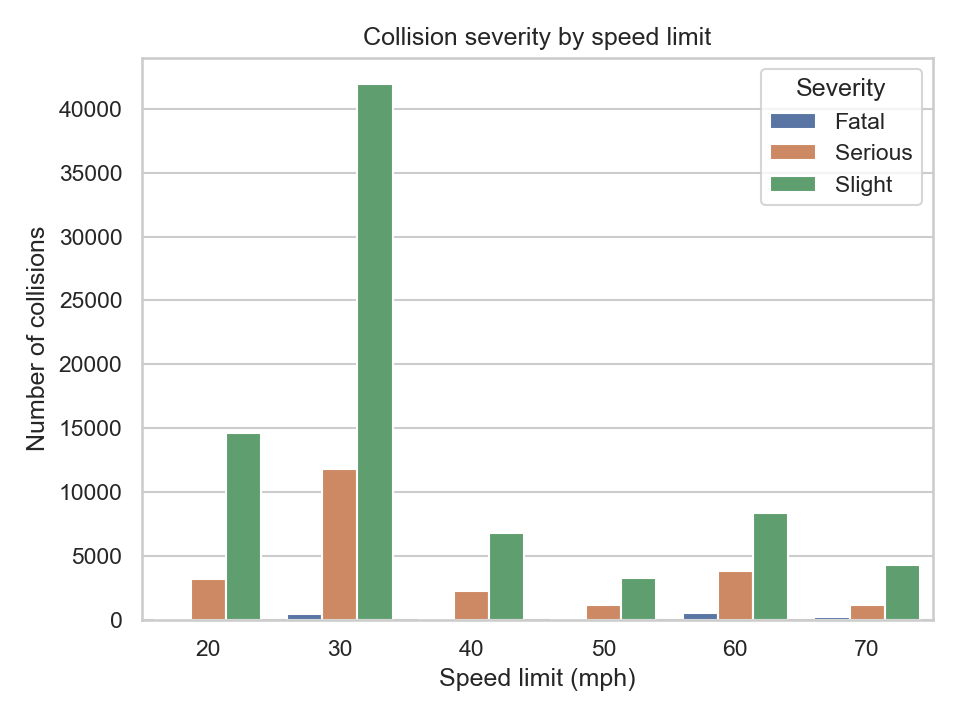 Collision severity by speed limit
Severity
Fatal
Serious
Slight
Number of collisions
40000
35000
30000
25000
20000
15000
10000
5000
0
20 30 40 50 60 70
Speed limit (mph)